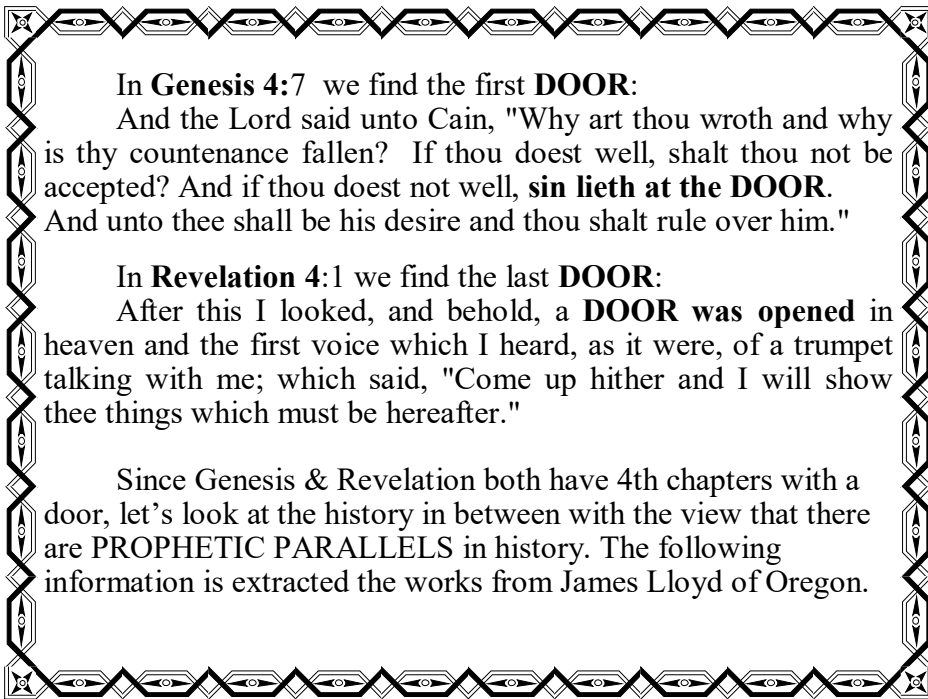 In Genesis 4:7 we find the first DOOR:
And the Lord said unto Cain, "Why art thou wroth and why
is thy countenance fallen? If thou doest well, shalt thou not be
accepted? And if thou doest not well, sin lieth at the DOOR.
And unto thee shall be his desire and thou shalt rule over him."
In Revelation 4:1 we find the last DOOR:
After this I looked, and behold, a DOOR was opened in
heaven and the first voice which I heard, as it were, of a trumpet
talking with me; which said, "Come up hither and I will show
thee things which must be hereafter."
Since Genesis & Revelation both have 4th chapters with a
door, let’s look at the history in between with the view that there
are PROPHETIC PARALLELS in history. The following
information is extracted the works from James Lloyd of Oregon.